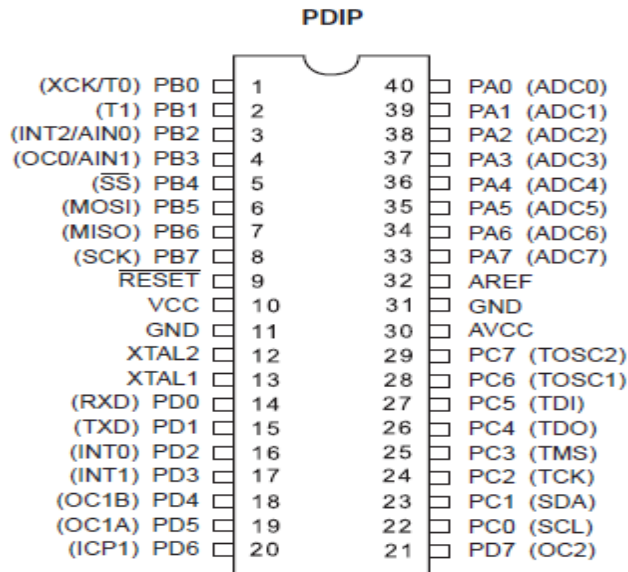 PDIP
(XCK/T0) PB0 1 40 PA0 (ADC0)
(T1) PB1 2 39 PA1 (ADC1)
(INT2/AIN0) PB2 3 38 PA2 (ADC2)
(OC0/AIN1) PB3 4 37 PA3 (ADC3)
(SS) PB4 5 36 PA4 (ADC4)
(MOSI) PB5 6 35 PA5 (ADC5)
(MISO) PB6 7 34 PA6 (ADC6)
(SCK) PB7 8 33 PA7 (ADC7)
RESET 9 32 AREF
VCC 10 31 GND
GND 11 30 AVCC
XTAL2 12 29 PC7 (TOSC2)
XTAL1 13 28 PC6 (TOSC1)
(RXD) PD0 14 27 PC5 (TDI)
(TXD) PD1 15 26 PC4 (TDO)
(INT0) PD2 16 25 PC3 (TMS)
(INT1) PD3 17 24 PC2 (TCK)
(OC1B) PD4 18 23 PC1 (SDA)
(OC1A) PD5 19 22 PC0 (SCL)
(ICP1) PD6 20 21 PD7 (OC2)